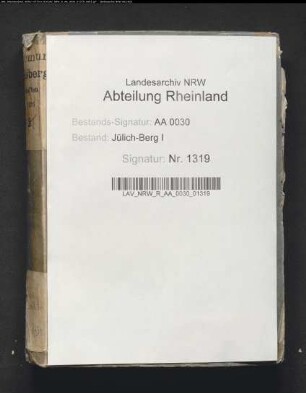 Landesarchiv NRW
Abteilung Rheinland
Bestands-Signatur: AA 0030
Bestand: Jülich-Berg I
Signatur: Nr. 1319
LAV_NRW_R_AA_0030_01319